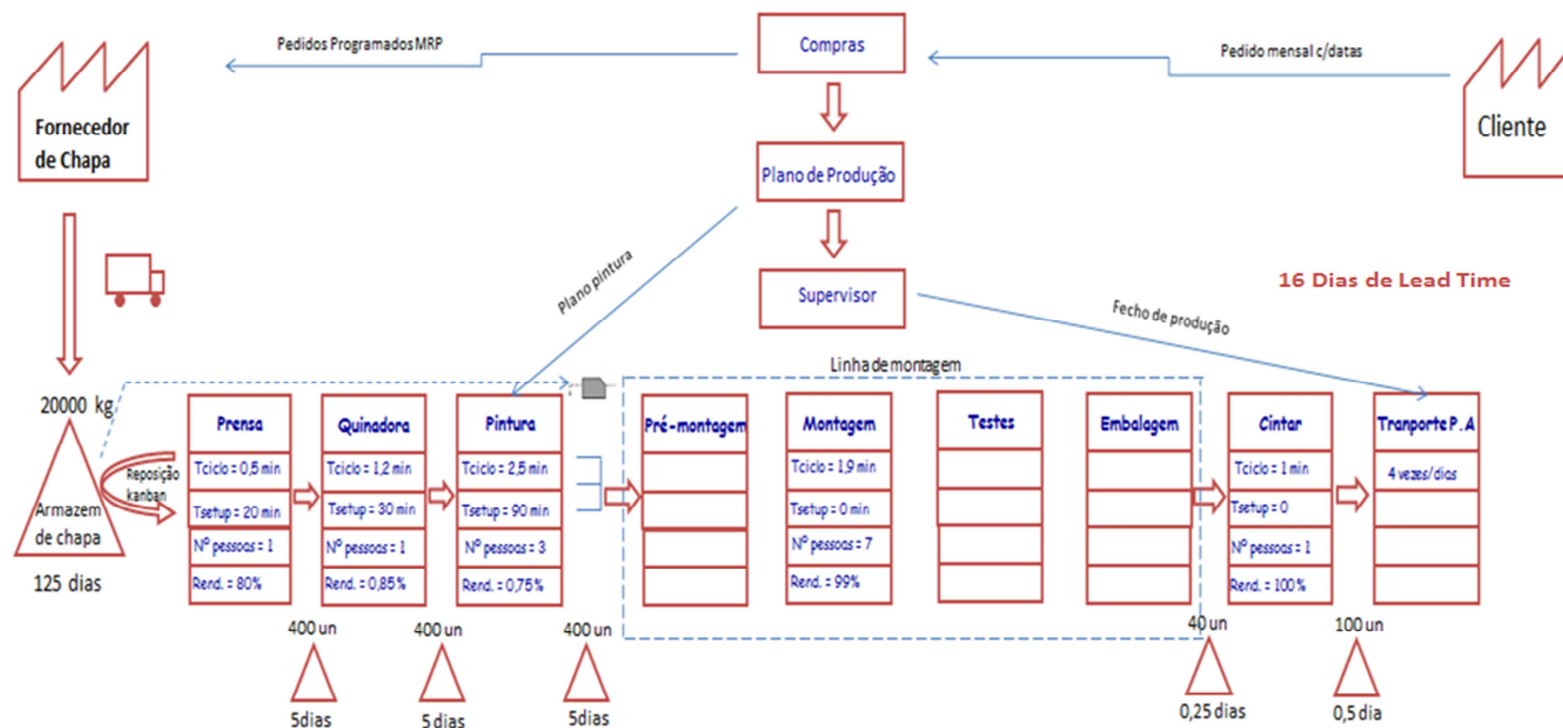 Pedidos Programados MRP
Compras
Pedido mensal c/datas
Fornecedor
de Chapa
Cliente
Plano de Produção
Plano pintura
Supervisor
Fecho de produção
16 Dias de Lead Time
Linha de montagem
20000 kg
Armazem
de chapa
125 dias
Reposição
kanban
Prensa
Tciclo = 0,5 min
Tsetup = 20 min
Nº pessoas = 1
Rend. = 80%
Quinadora
Tciclo = 1,2 min
Tsetup = 30 min
Nº pessoas = 1
Rend. = 0,85%
Pintura
Tciclo = 2,5 min
Tsetup = 90 min
Nº pessoas = 3
Rend. = 0,75%
Pré-montagem
Montagem
Tciclo = 1,9 min
Tsetup = 0 min
Nº pessoas = 7
Rend. = 99%
Testes
Embalagem
Cintar
Tciclo = 1 min
Tsetup = 0
Nº pessoas = 1
Rend. = 100%
Tranporte P.A
4 vezes/dias
400 un
5dias
400 un
5 dias
400 un
5dias
40 un
0,25 dias
100 un
0,5 dia